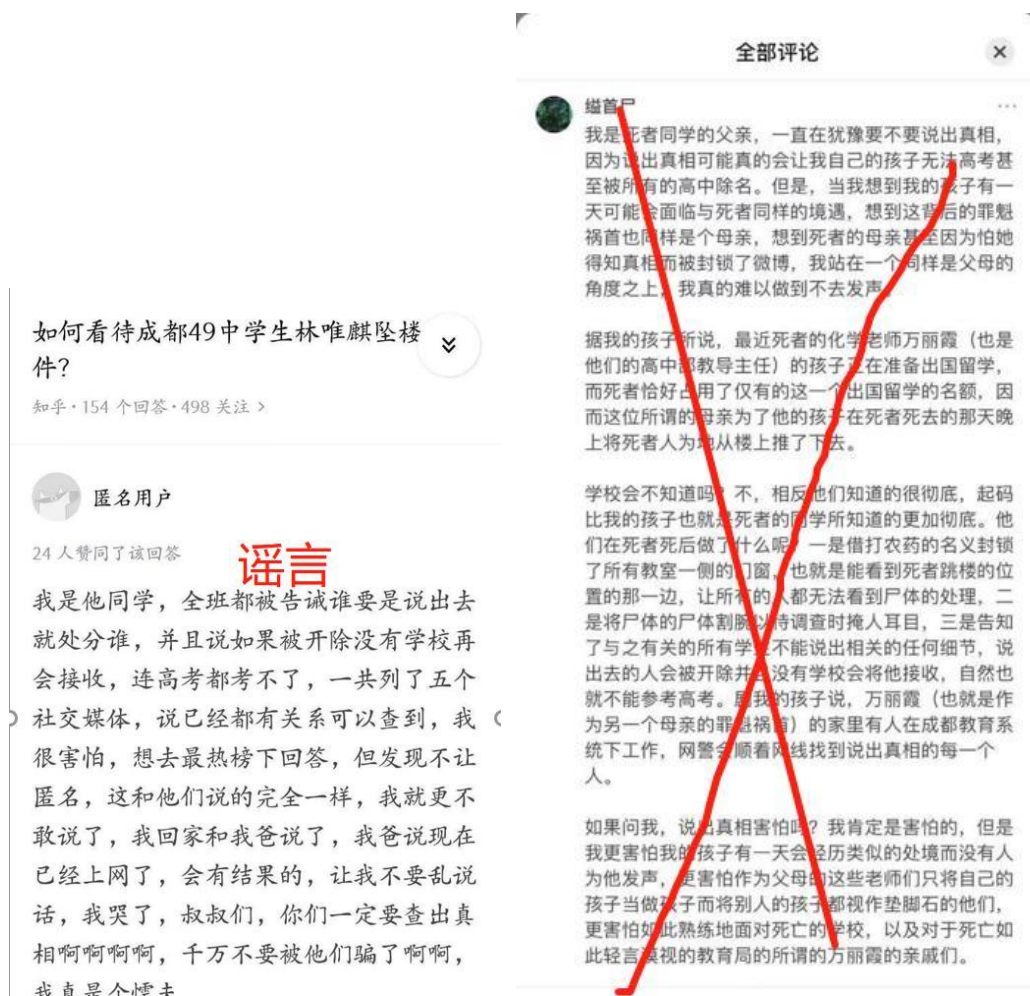 如何看待成都49中学生林唯麒坠楼
件？
知乎·154 个回答·498 关注 >
匿名用户
24 人赞同了该回答
谣言
我是他同学，全班都被告诫谁要是说出去
就处分谁，并且说如果被开除没有学校再
会接收，连高考都考不了，一共列了五个
社交媒体，说已经都有关系可以查到，我
很害怕，想去最热榜下回答，但发现不让
匿名，这和他们说的完全一样，我就更不
敢说了，我回家和我爸说了，我爸说现在
已经上网了，会有结果的，让我不要乱说
话，我哭了，叔叔们，你们一定要查出真
相啊啊啊啊，千万不要被他们骗了啊啊，
我真是个懦夫
全部评论
缢首尸
我是死者同学的父亲，一直在犹豫要不要说出真相，
因为说出真相可能真的会让我自己的孩子无法高考甚
至被所有的高中除名。但是，当我想到我的孩子有一
天可能会面临与死者同样的境遇，想到这背后的罪魁
祸首也同样是个母亲，想到死者的母亲甚至因为怕她
得知真相而被封锁了微博，我站在一个同样是父母的
角度之上，我真的难以做到不去发声。
据我的孩子所说，最近死者的化学老师万丽霞（也是
他们的高中部教导主任）的孩子正在准备出国留学，
而死者恰好占用了仅有的这一个出国留学的名额，因
而这位所谓的母亲为了他的孩子在死者死去的那天晚
上将死者人为地从楼上推了下去。
学校会不知道吗？不，相反他们知道的很彻底，起码
比我的孩子也就是死者的同学所知道的更加彻底。他
们在死者死后做了什么呢？一是借打农药的名义封锁
了所有教室一侧的门窗，也就是能看到死者跳楼的位
置的那一边，让所有的人都无法看到尸体的处理，二
是将尸体的尸体割腕以待调查时掩人耳目，三是告知
了与之有关的所有学生不能说出相关的任何细节，说
出去的人会被开除并且没有学校会将他接收，自然也
就不能参考高考。据我的孩子说，万丽霞（也就是作
为另一个母亲的罪魁祸首）的家里有人在成都教育系
统下工作，网警会顺着网线找到说出真相的每一个
人。
如果问我，说出真相害怕吗？我肯定是害怕的，但是
我更害怕我的孩子有一天会经历类似的处境而没有人
为他发声，更害怕作为父母的这些老师们只将自己的
孩子当做孩子而将别人的孩子都视作垫脚石的他们，
更害怕如此熟练地面对死亡的学校，以及对于死亡如
此轻言漠视的教育局的所谓的万丽霞的亲戚们。